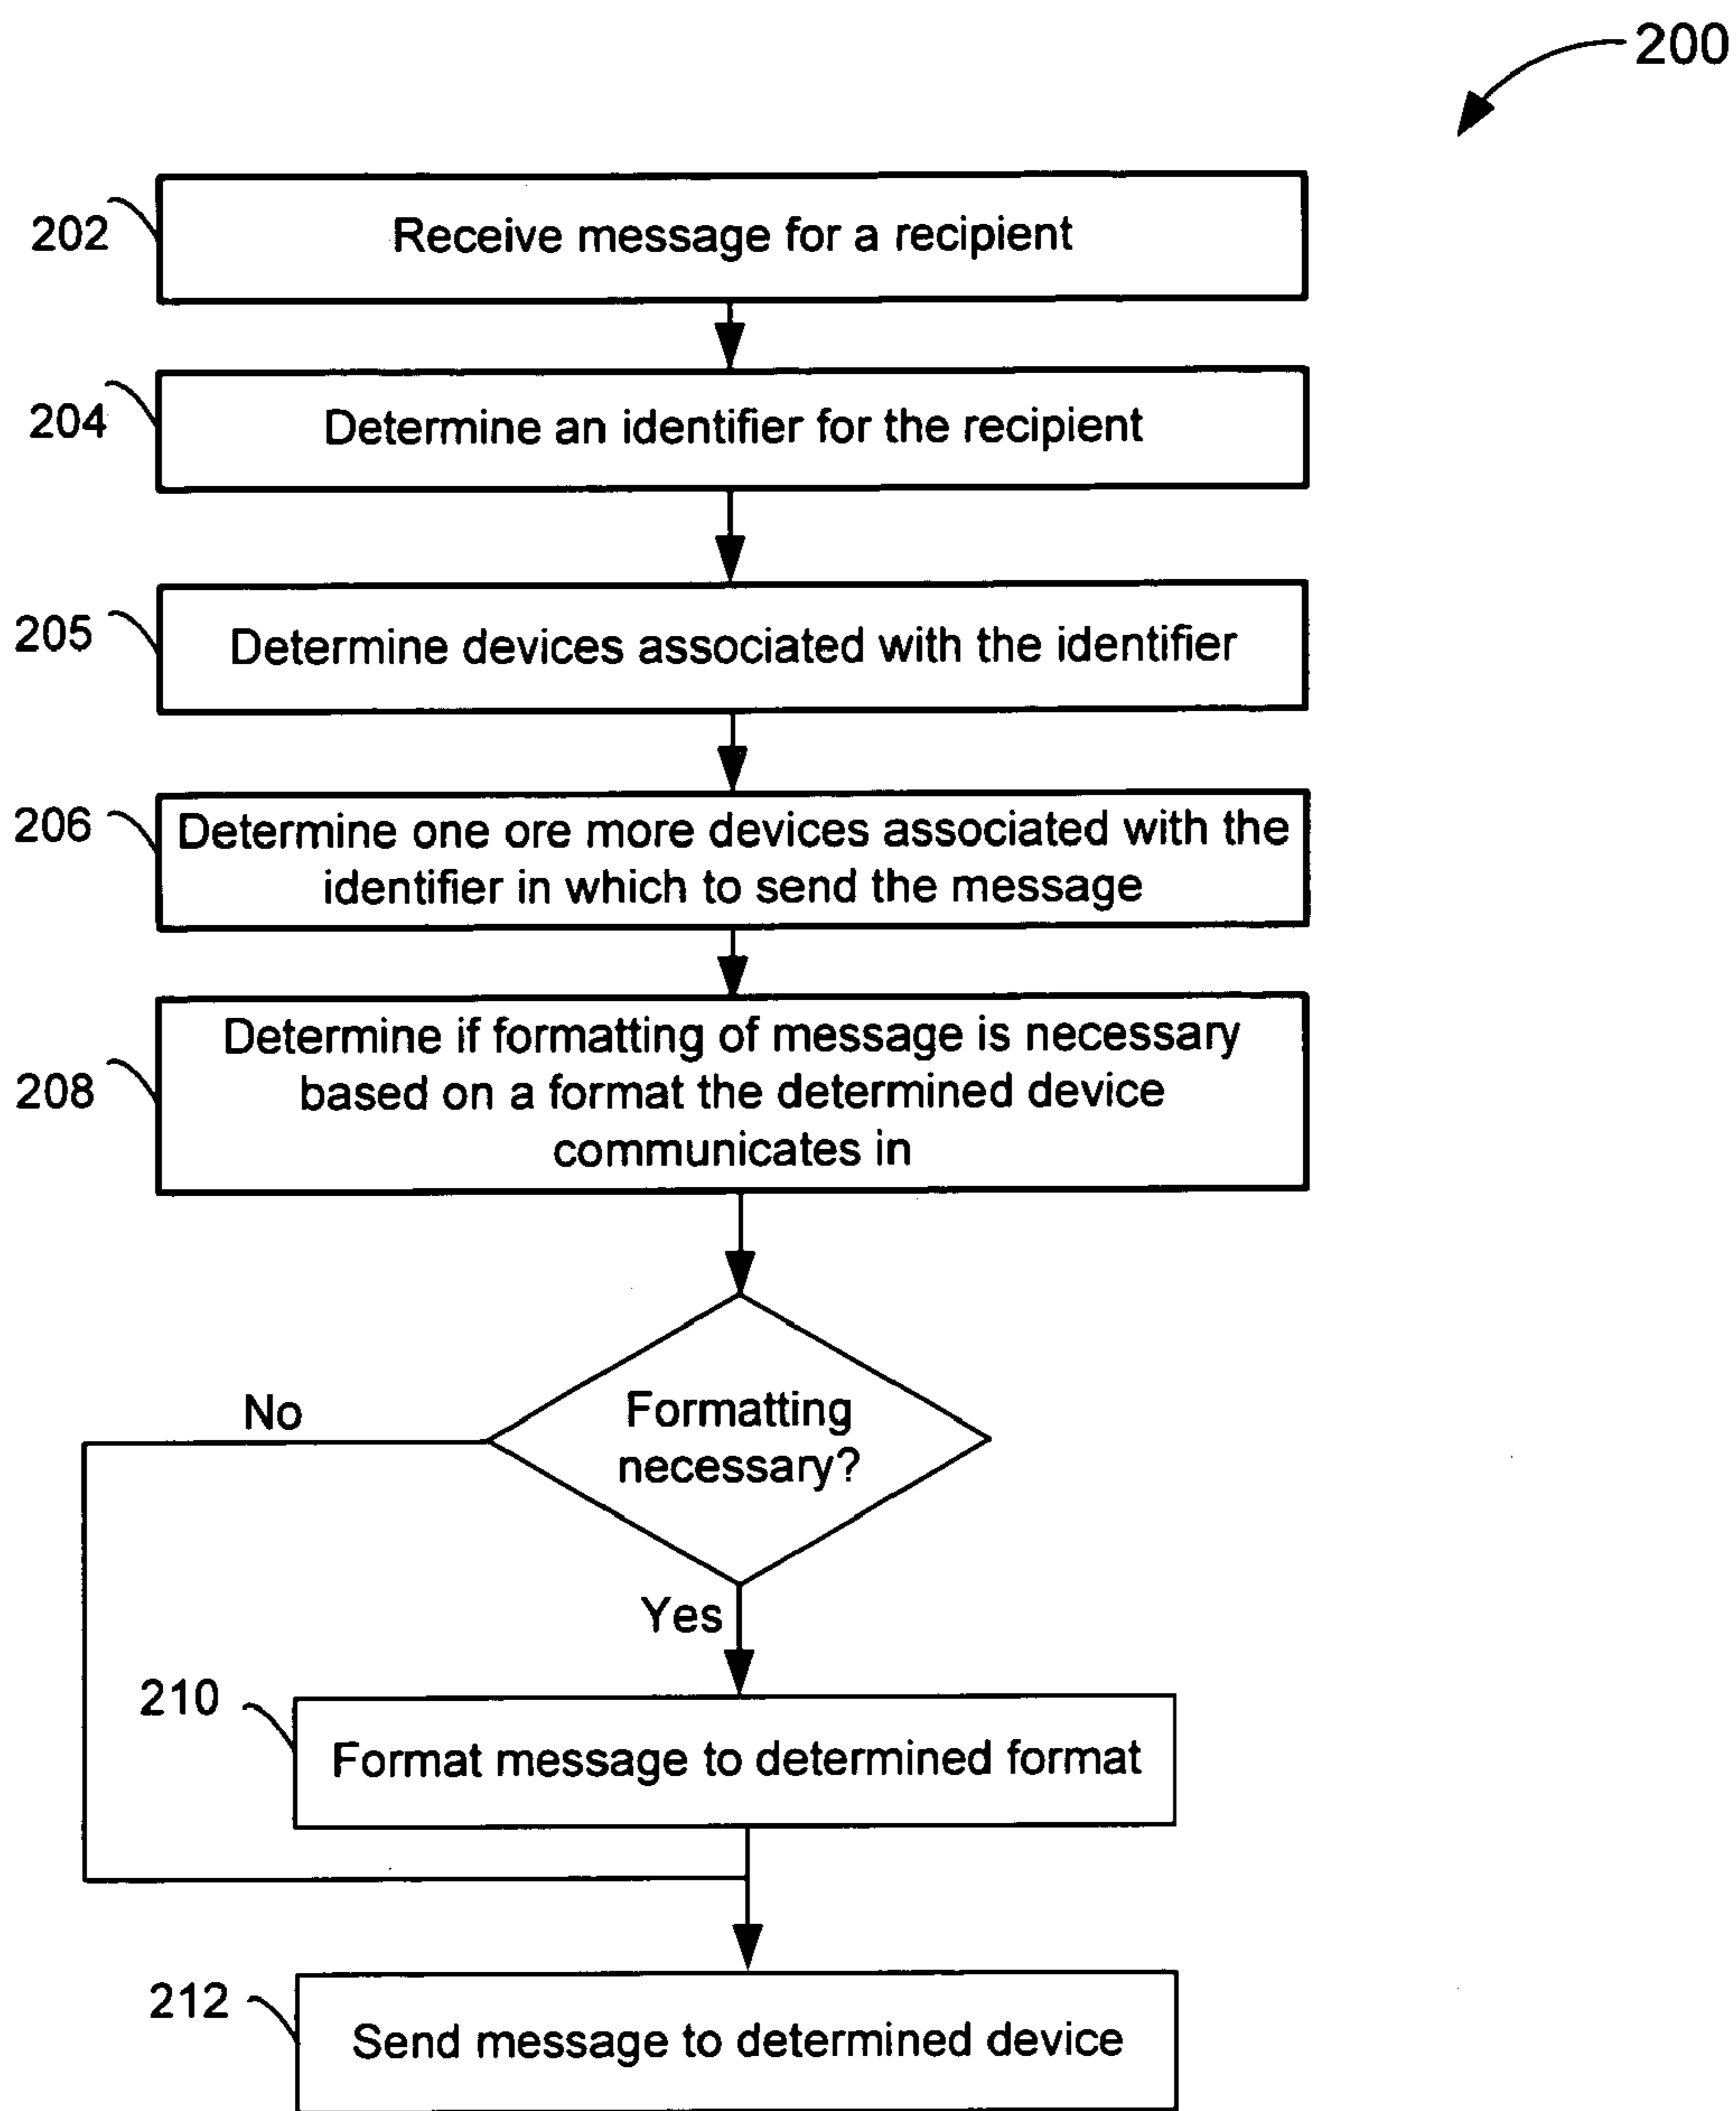 200
202
Receive message for a recipient
204
Determine an identifier for the recipient
205
Determine devices associated with the identifier
206
Determine one ore more devices associated with the
identifier in which to send the message
208
Determine if formatting of message is necessary
based on a format the determined device
communicates in
No
Formatting
necessary?
Yes
210
Format message to determined format
212
Send message to determined device